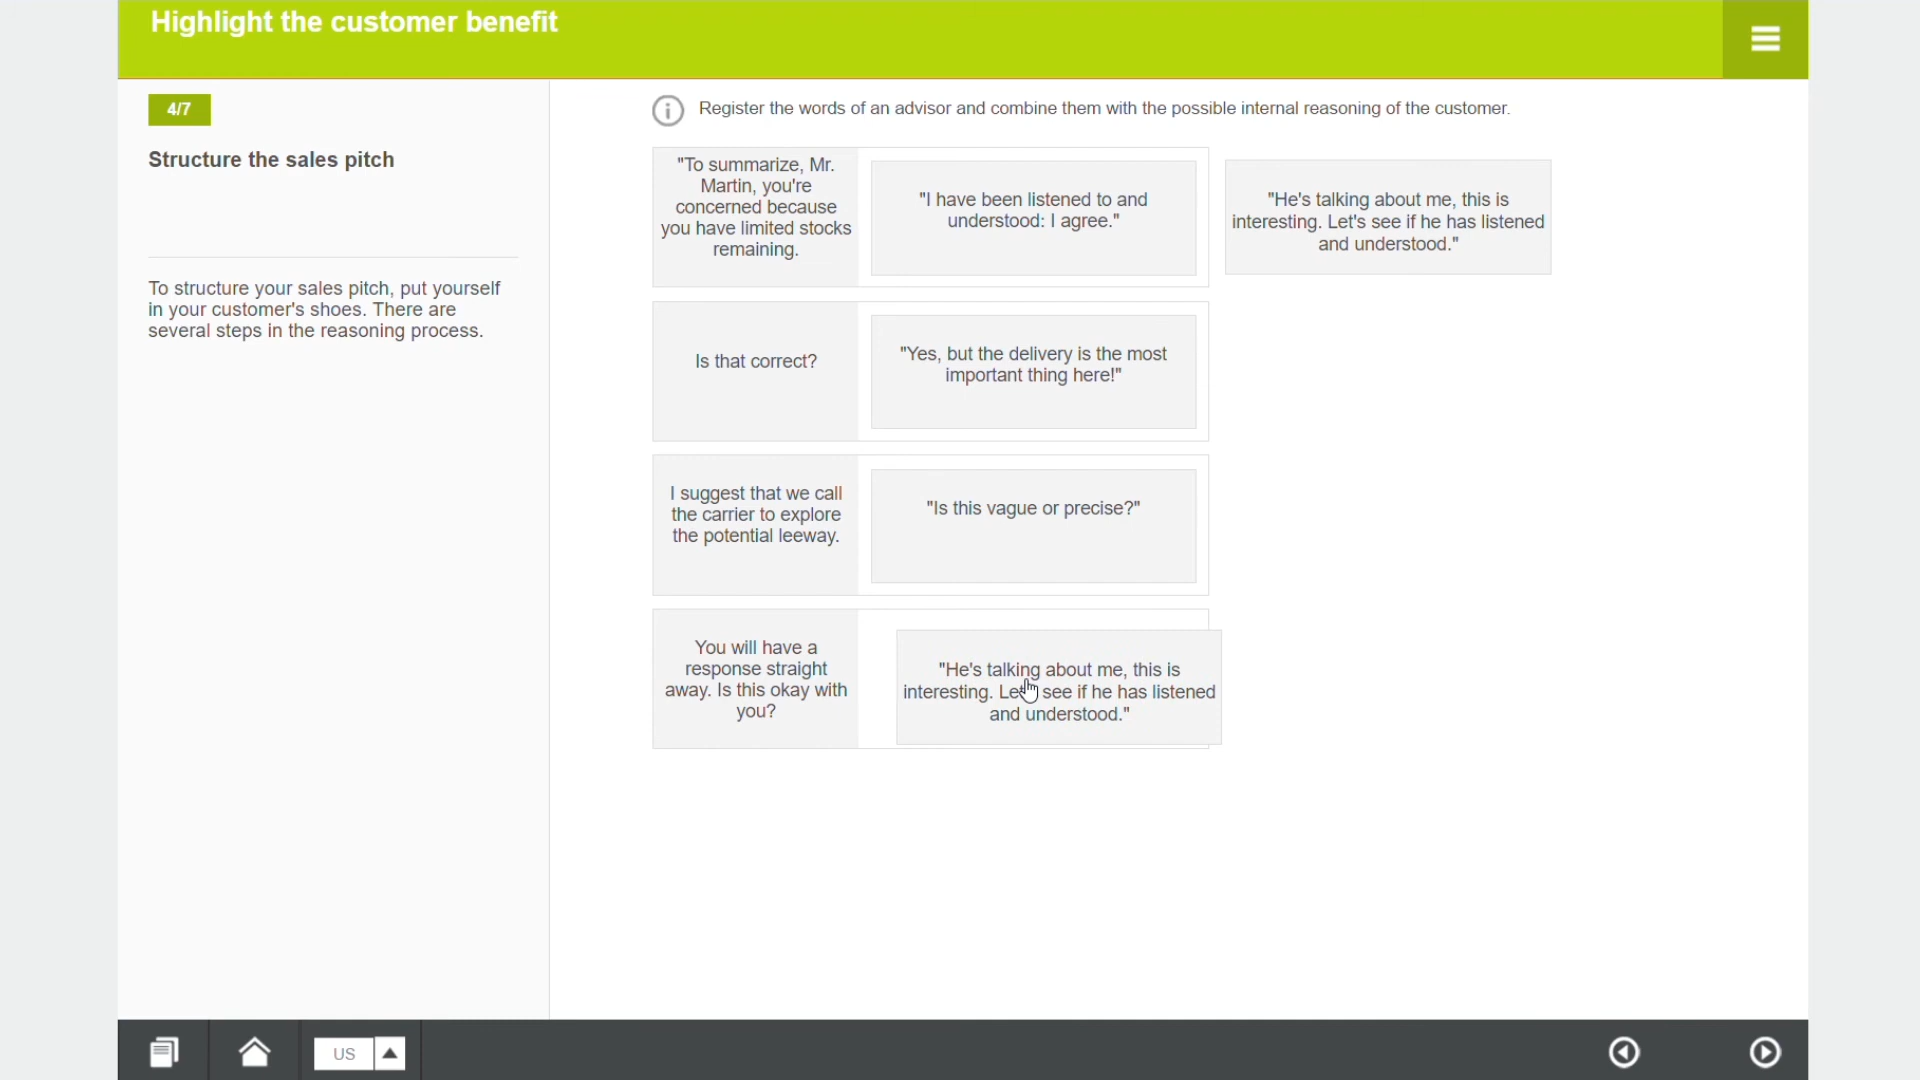 Highlight the customer benefit
4/7
Structure the sales pitch
To structure your sales pitch, put yourself
in your customer's shoes. There are
several steps in the reasoning process.
Register the words of an advisor and combine them with the possible internal reasoning of the customer.
"To summarize, Mr.
Martin, you're
concerned because
you have limited stocks
remaining.
"I have been listened to and
understood: I agree."
"He's talking about me, this is
interesting. Let's see if he has listened
and understood."
Is that correct?
"Yes, but the delivery is the most
important thing here!"
I suggest that we call
the carrier to explore
the potential leeway.
"Is this vague or precise?"
You will have a
response straight
away. Is this okay with
you?
"He's talking about me, this is
interesting. Let's see if he has listened
and understood."
US